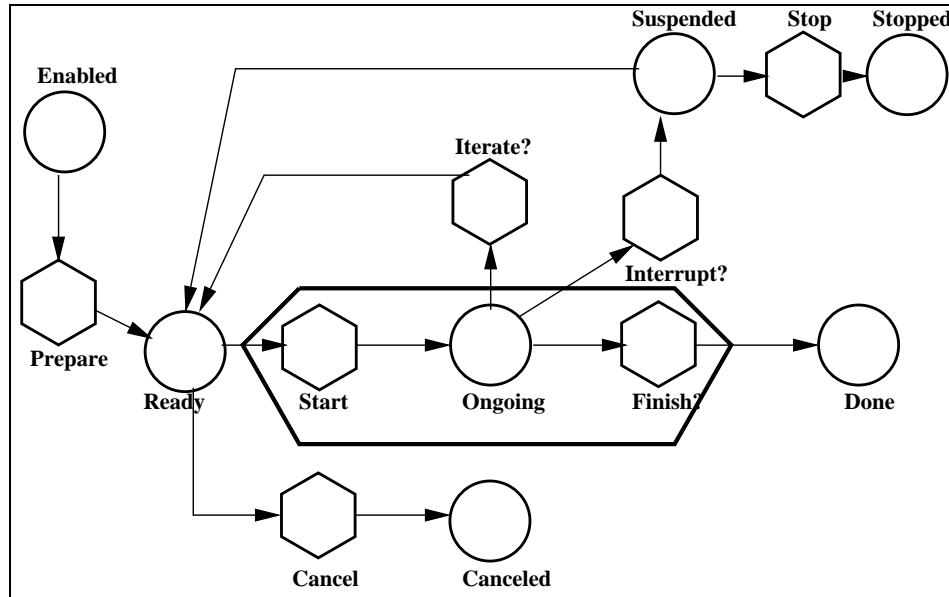 Suspended
Stop
Stopped
Enabled
Iterate?
Interrupt?
Prepare
Ready
Start
Ongoing
Finish?
Done
Cancel
Canceled